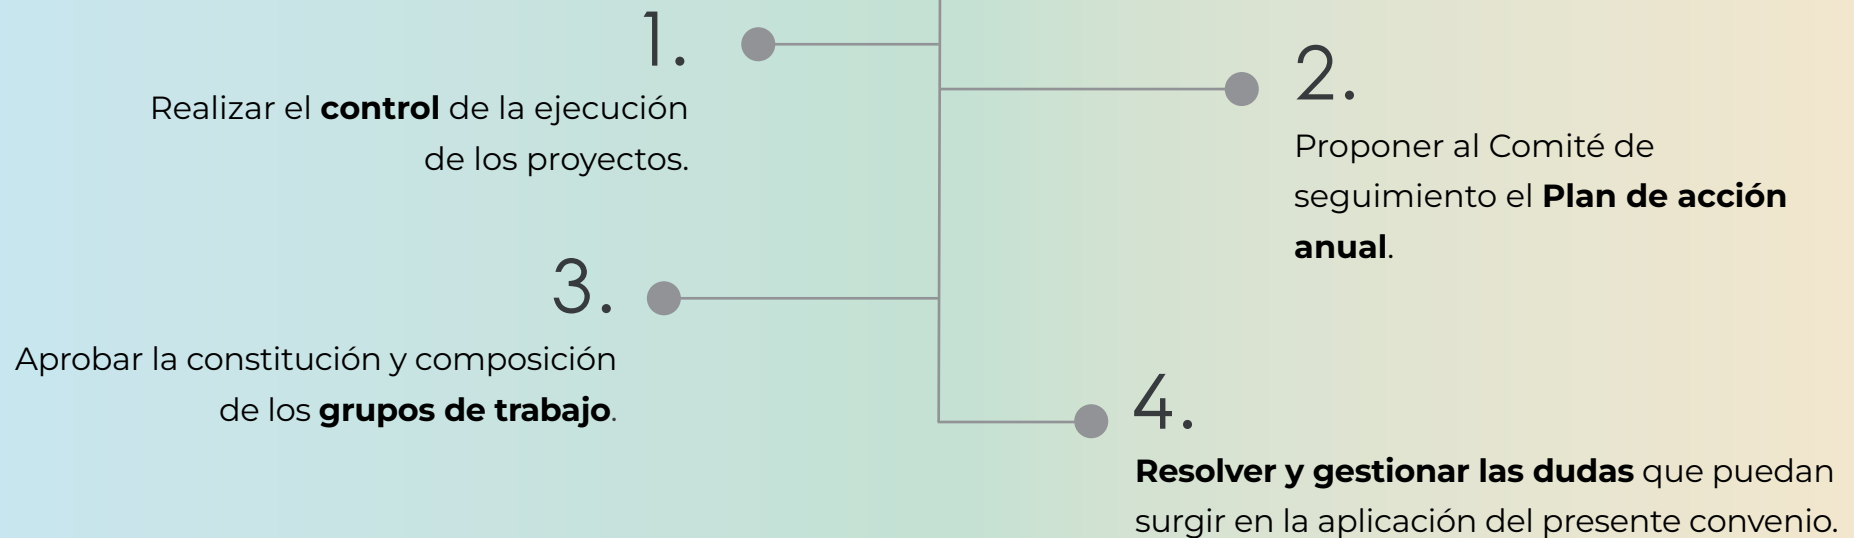 1.
Realizar el control de la ejecución
de los proyectos.
2.
Proponer al Comité de
seguimiento el Plan de acción
anual.
3.
Aprobar la constitución y composición
de los grupos de trabajo.
4.
Resolver y gestionar las dudas que puedan
surgir en la aplicación del presente convenio.